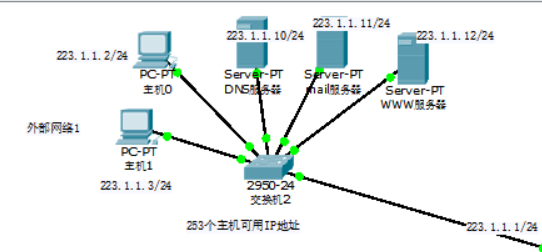 223.1.1.2/24
PC-PT
主机0
223.1.1.10/24
Server-PT
DNS服务器
223.1.1.11/24
Server-PT
mail服务器
223.1.1.12/24
Server-PT
WWW服务器
外部网络1
PC-PT
主机1
223.1.1.3/24
2950-24
交换机2
253个主机可用IP地址
223.1.1.1/24